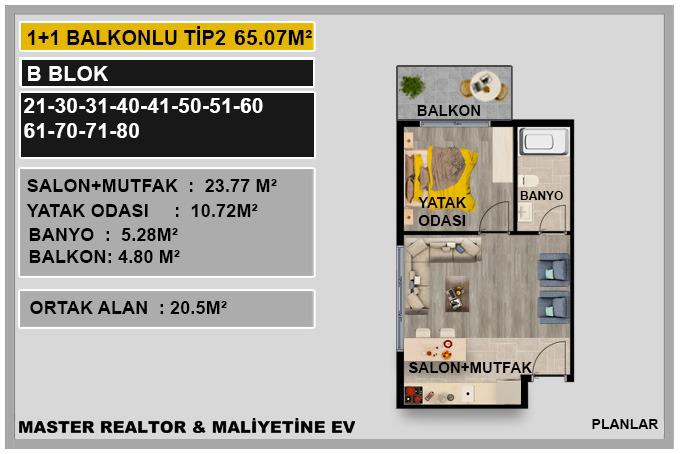 1+1 BALKONLU TİP2 65.07M²
B BLOK
21-30-31-40-41-50-51-60
61-70-71-80
SALON+MUTFAK : 23.77 M²
YATAK ODASI : 10.72M²
BANYO : 5.28M²
BALKON: 4.80 M²
ORTAK ALAN : 20.5M²
BALKON
YATAK
ODASI
BANYO
SALON+MUTFAK
MASTER REALTOR & MALİYETİNE EV
PLANLAR